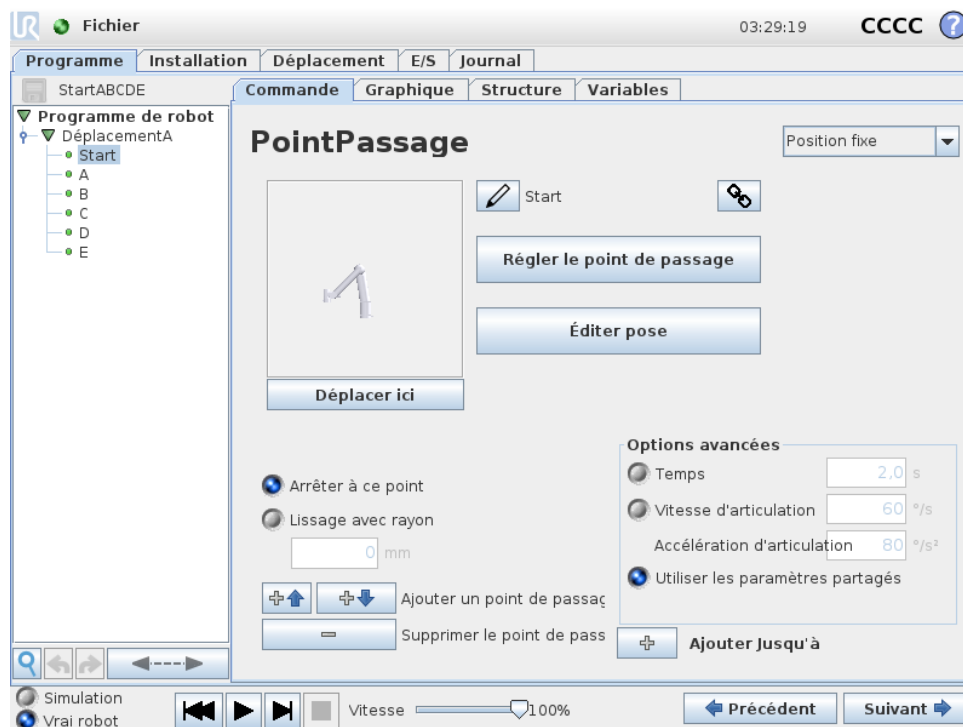 UR Fichier 03:29:19 CCCC ?
Programme Installation Déplacement E/S Journal
StartABCDE
Commande Graphique Structure Variables
Programme de robot
DéplacementA
Start
A
B
C
D
E
PointPassage
Position fixe
Start
Régler le point de passage
Éditer pose
Déplacer ici
Arrêter à ce point
Lissage avec rayon
0 mm
Ajouter un point de passag
Supprimer le point de pass
Options avancées
Temps 2,0 s
Vitesse d'articulation 60 °/s
Accélération d'articulation 80 °/s²
Utiliser les paramètres partagés
Ajouter Jusqu'à
Simulation
Vrai robot
Vitesse 100%
Précédent
Suivant